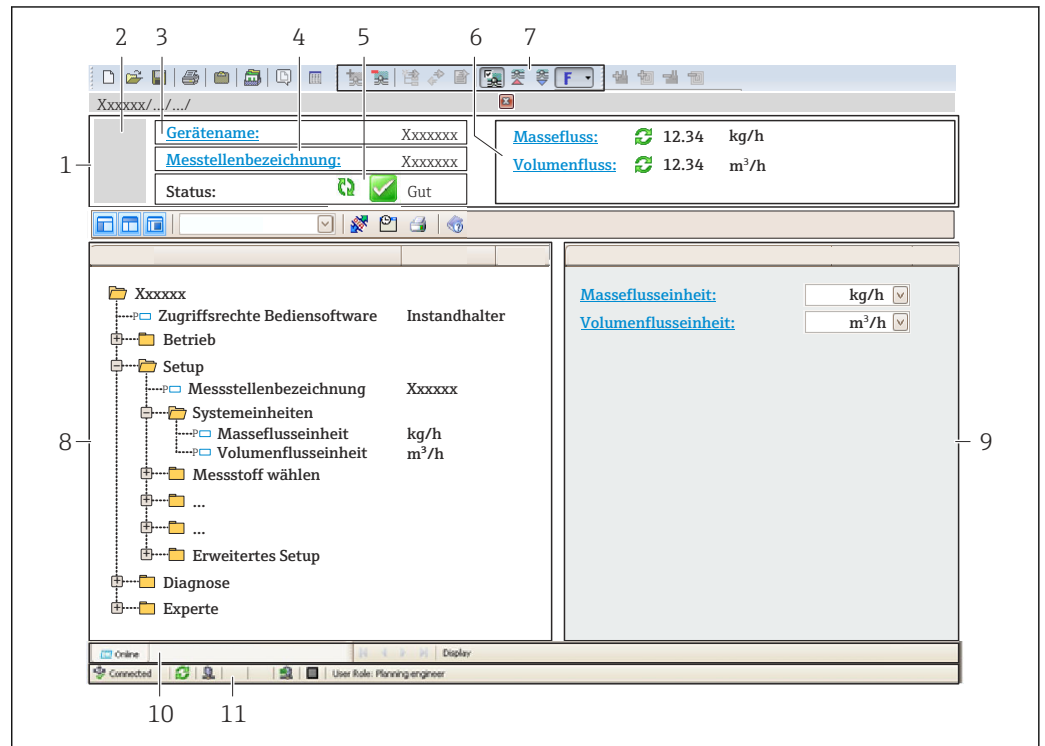 2 3 4 5 6 7
F
Xxxxxx/.../.../
1
Gerätename: Xxxxxxx
Messtellenbezeichnung: Xxxxxxx
Status: Gut
Massefluss: 12.34 kg/h
Volumenfluss: 12.34 m³/h
Xxxxxx
Zugriffsrechte Bediensoftware Instandhalter
Betrieb
Setup
Messstellenbezeichnung Xxxxxx
Systemeinheiten
Masseflusseinheit kg/h
Volumenflusseinheit m³/h
Messstoff wählen
...
...
Erweitertes Setup
Diagnose
Experte
8
Masseflusseinheit: kg/h
Volumenflusseinheit: m³/h
9
Online Display
Connected User Role: Planning engineer
10 11